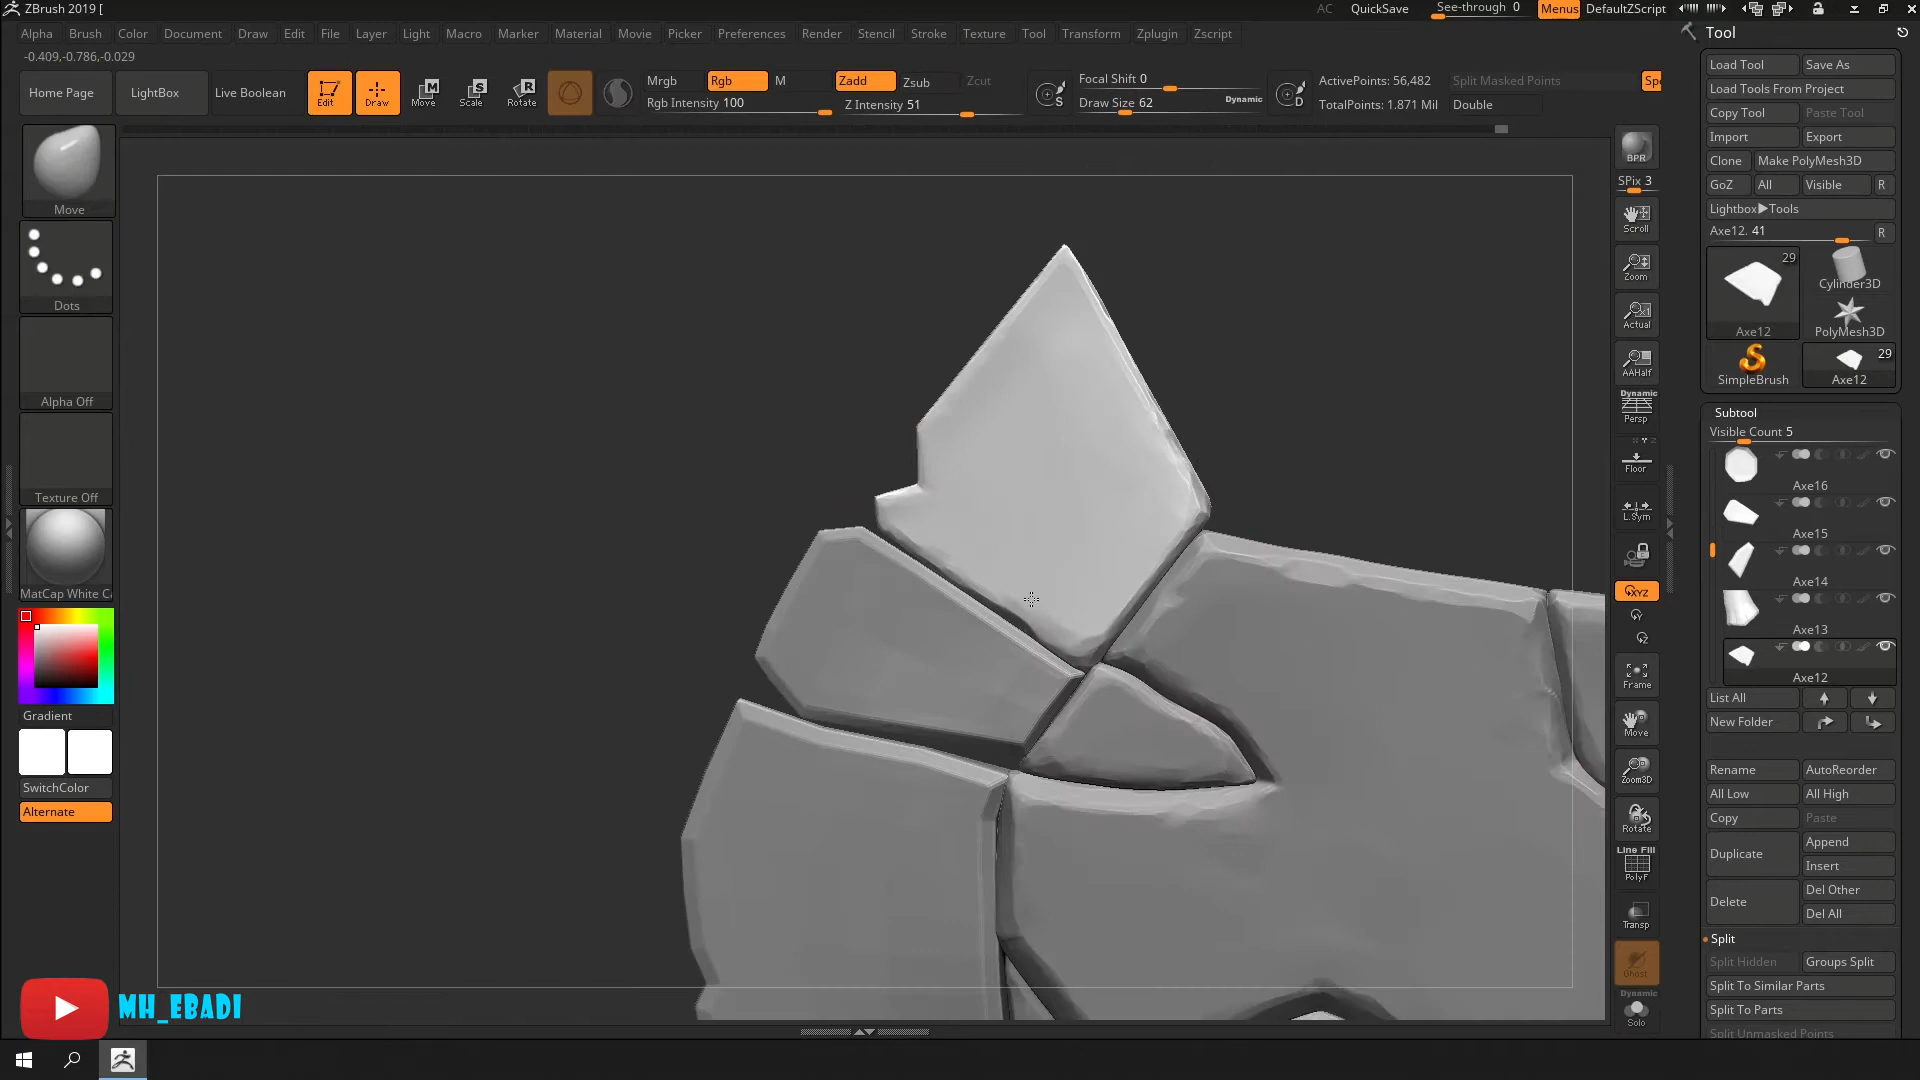 ZBrush 2019 [
AC
QuickSave
See-through 0
Menus
DefaultZScript
Alpha
Brush
Color
Document
Draw
Edit
File
Layer
Light
Macro
Marker
Material
Movie
Picker
Preferences
Render
Stencil
Stroke
Texture
Tool
Transform
Zplugin
Zscript
-0.409,-0.786,-0.029
Home Page
LightBox
Live Boolean
Edit
Draw
Move
Scale
Rotate
Mrgb
Rgb
M
Rgb Intensity 100
Zadd
Zsub
Zcut
Z Intensity 51
Focal Shift 0
Draw Size 62
Dynamic
ActivePoints: 56,482
TotalPoints: 1.871 Mil
Split Masked Points
Double
Move
Dots
Alpha Off
Texture Off
MatCap White C
Gradient
SwitchColor
Alternate
BPR
SPix 3
Scroll
Zoom
Actual
AAHalf
Dynamic
Persp
Floor
L.Sym
XYZ
Frame
Move
Zoom3D
Rotate
Line Fill
PolyF
Transp
Ghost
Dynamic
Solo
Tool
Load Tool
Save As
Load Tools From Project
Copy Tool
Paste Tool
Import
Export
Clone
Make PolyMesh3D
GoZ
All
Visible
R
Lightbox▶Tools
Axe12. 41
R
29
Axe12
Cylinder3D
PolyMesh3D
SimpleBrush
29
Axe12
Subtool
Visible Count 5
Axe16
Axe15
Axe14
Axe13
Axe12
List All
New Folder
Rename
AutoReorder
All Low
All High
Copy
Paste
Duplicate
Append
Insert
Delete
Del Other
Del All
Split
Split Hidden
Groups Split
Split To Similar Parts
Split To Parts
Split Unmasked Points
MH_EBADI